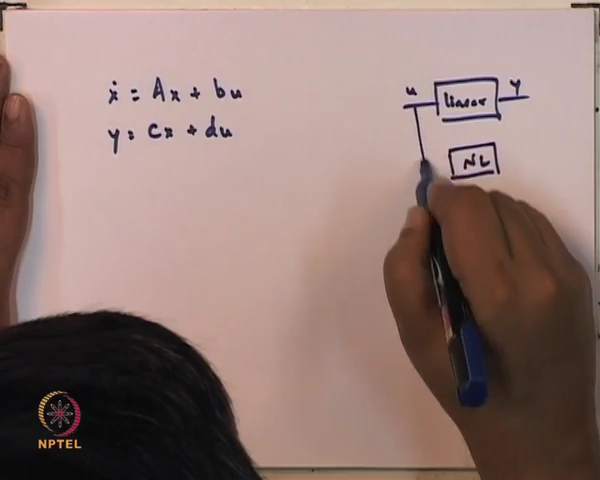 ẋ = Ax + bu
y = cx + du
u
linear
y
NL
NPTEL